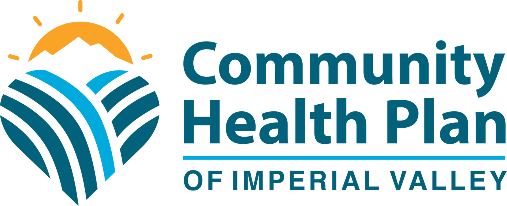 Community
Health Plan
OF IMPERIAL VALLEY